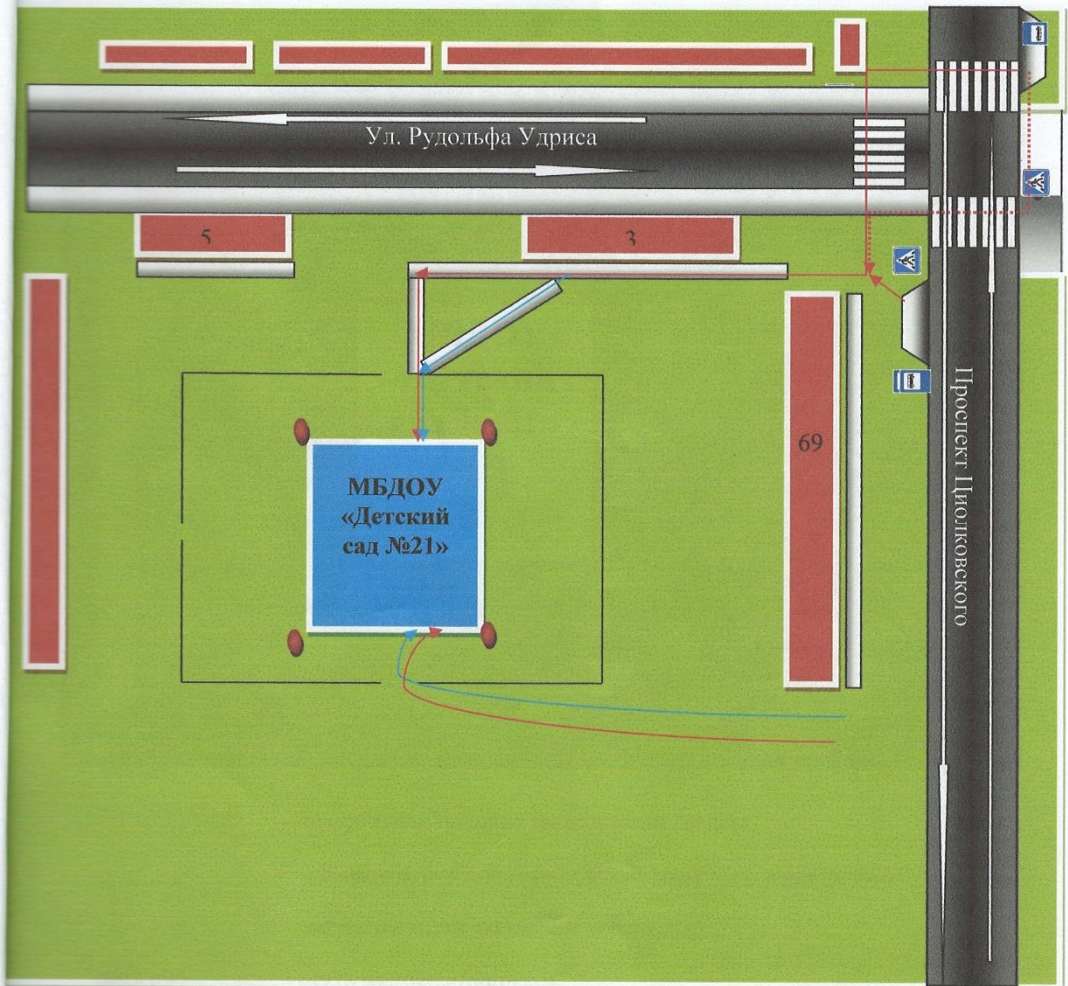 Ул. Рудольфа Удриса
5
3
69
Проспект Циолковского
МБДОУ
«Детский
сад №21»